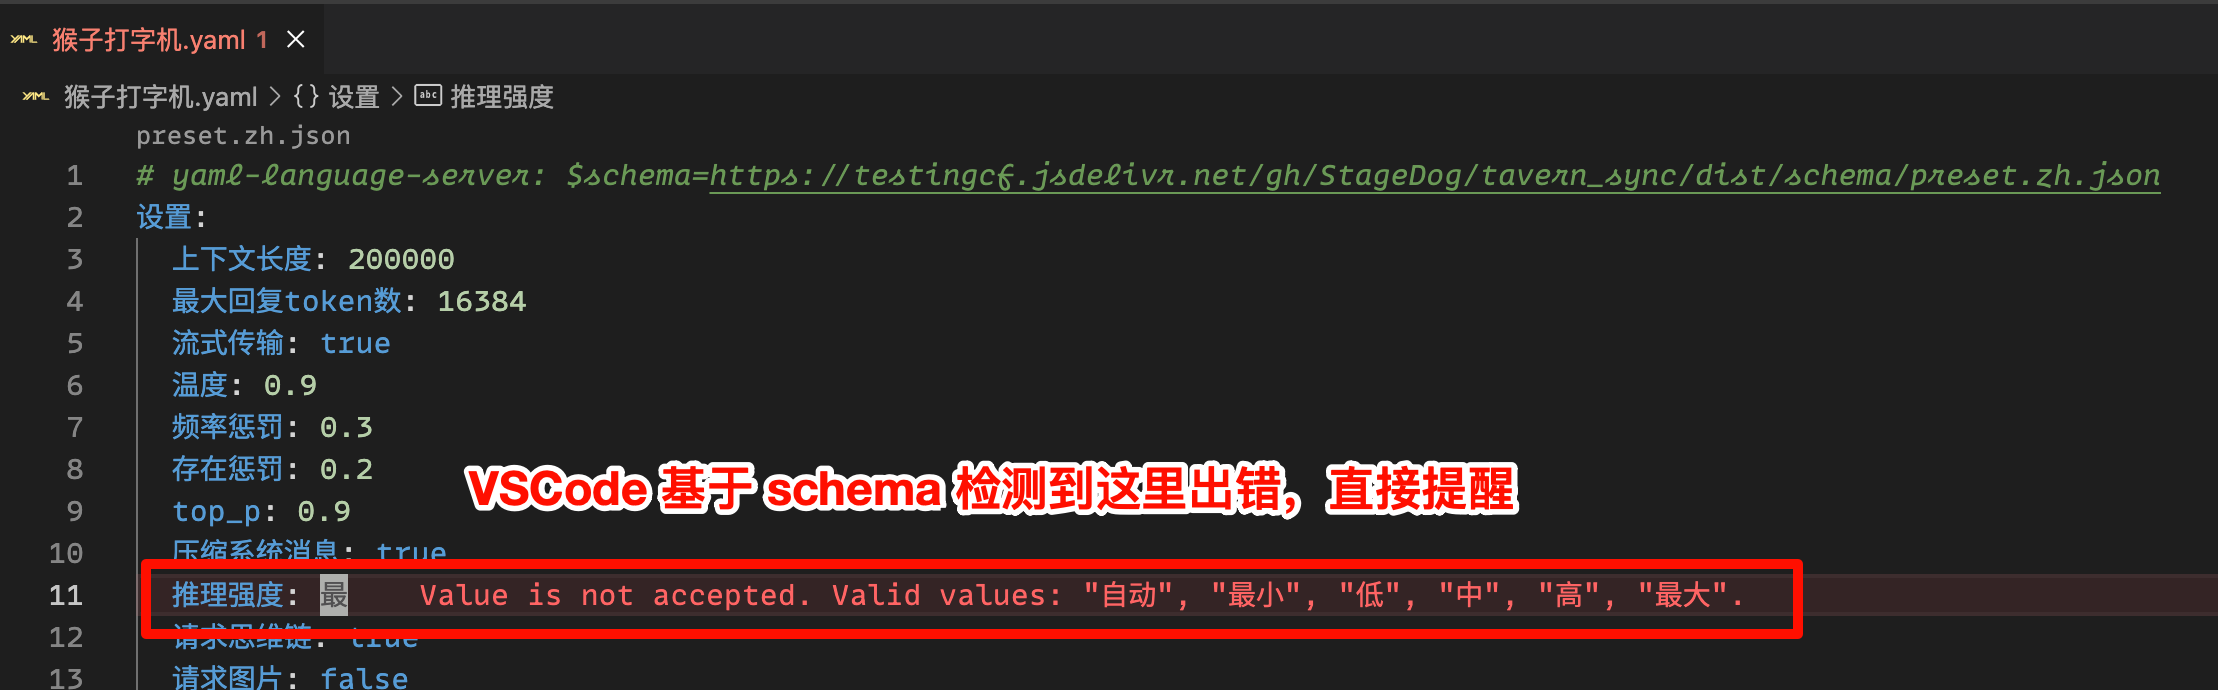 YAML 猴子打字机.yaml 1
YAML 猴子打字机.yaml > {} 设置 > abc 推理强度
preset.zh.json
1 # yaml-language-server: $schema=https://testingcf.jsdelivr.net/gh/StageDog/tavern_sync/dist/schema/preset.zh.json
2 设置:
3 上下文长度: 200000
4 最大回复token数: 16384
5 流式传输: true
6 温度: 0.9
7 频率惩罚: 0.3
8 存在惩罚: 0.2
VSCode 基于 schema 检测到这里出错，直接提醒
9 top_p: 0.9
10 压缩系统消息: true
11 推理强度: 最 Value is not accepted. Valid values: "自动", "最小", "低", "中", "高", "最大".
12 请求思维链: true
13 请求图片: false